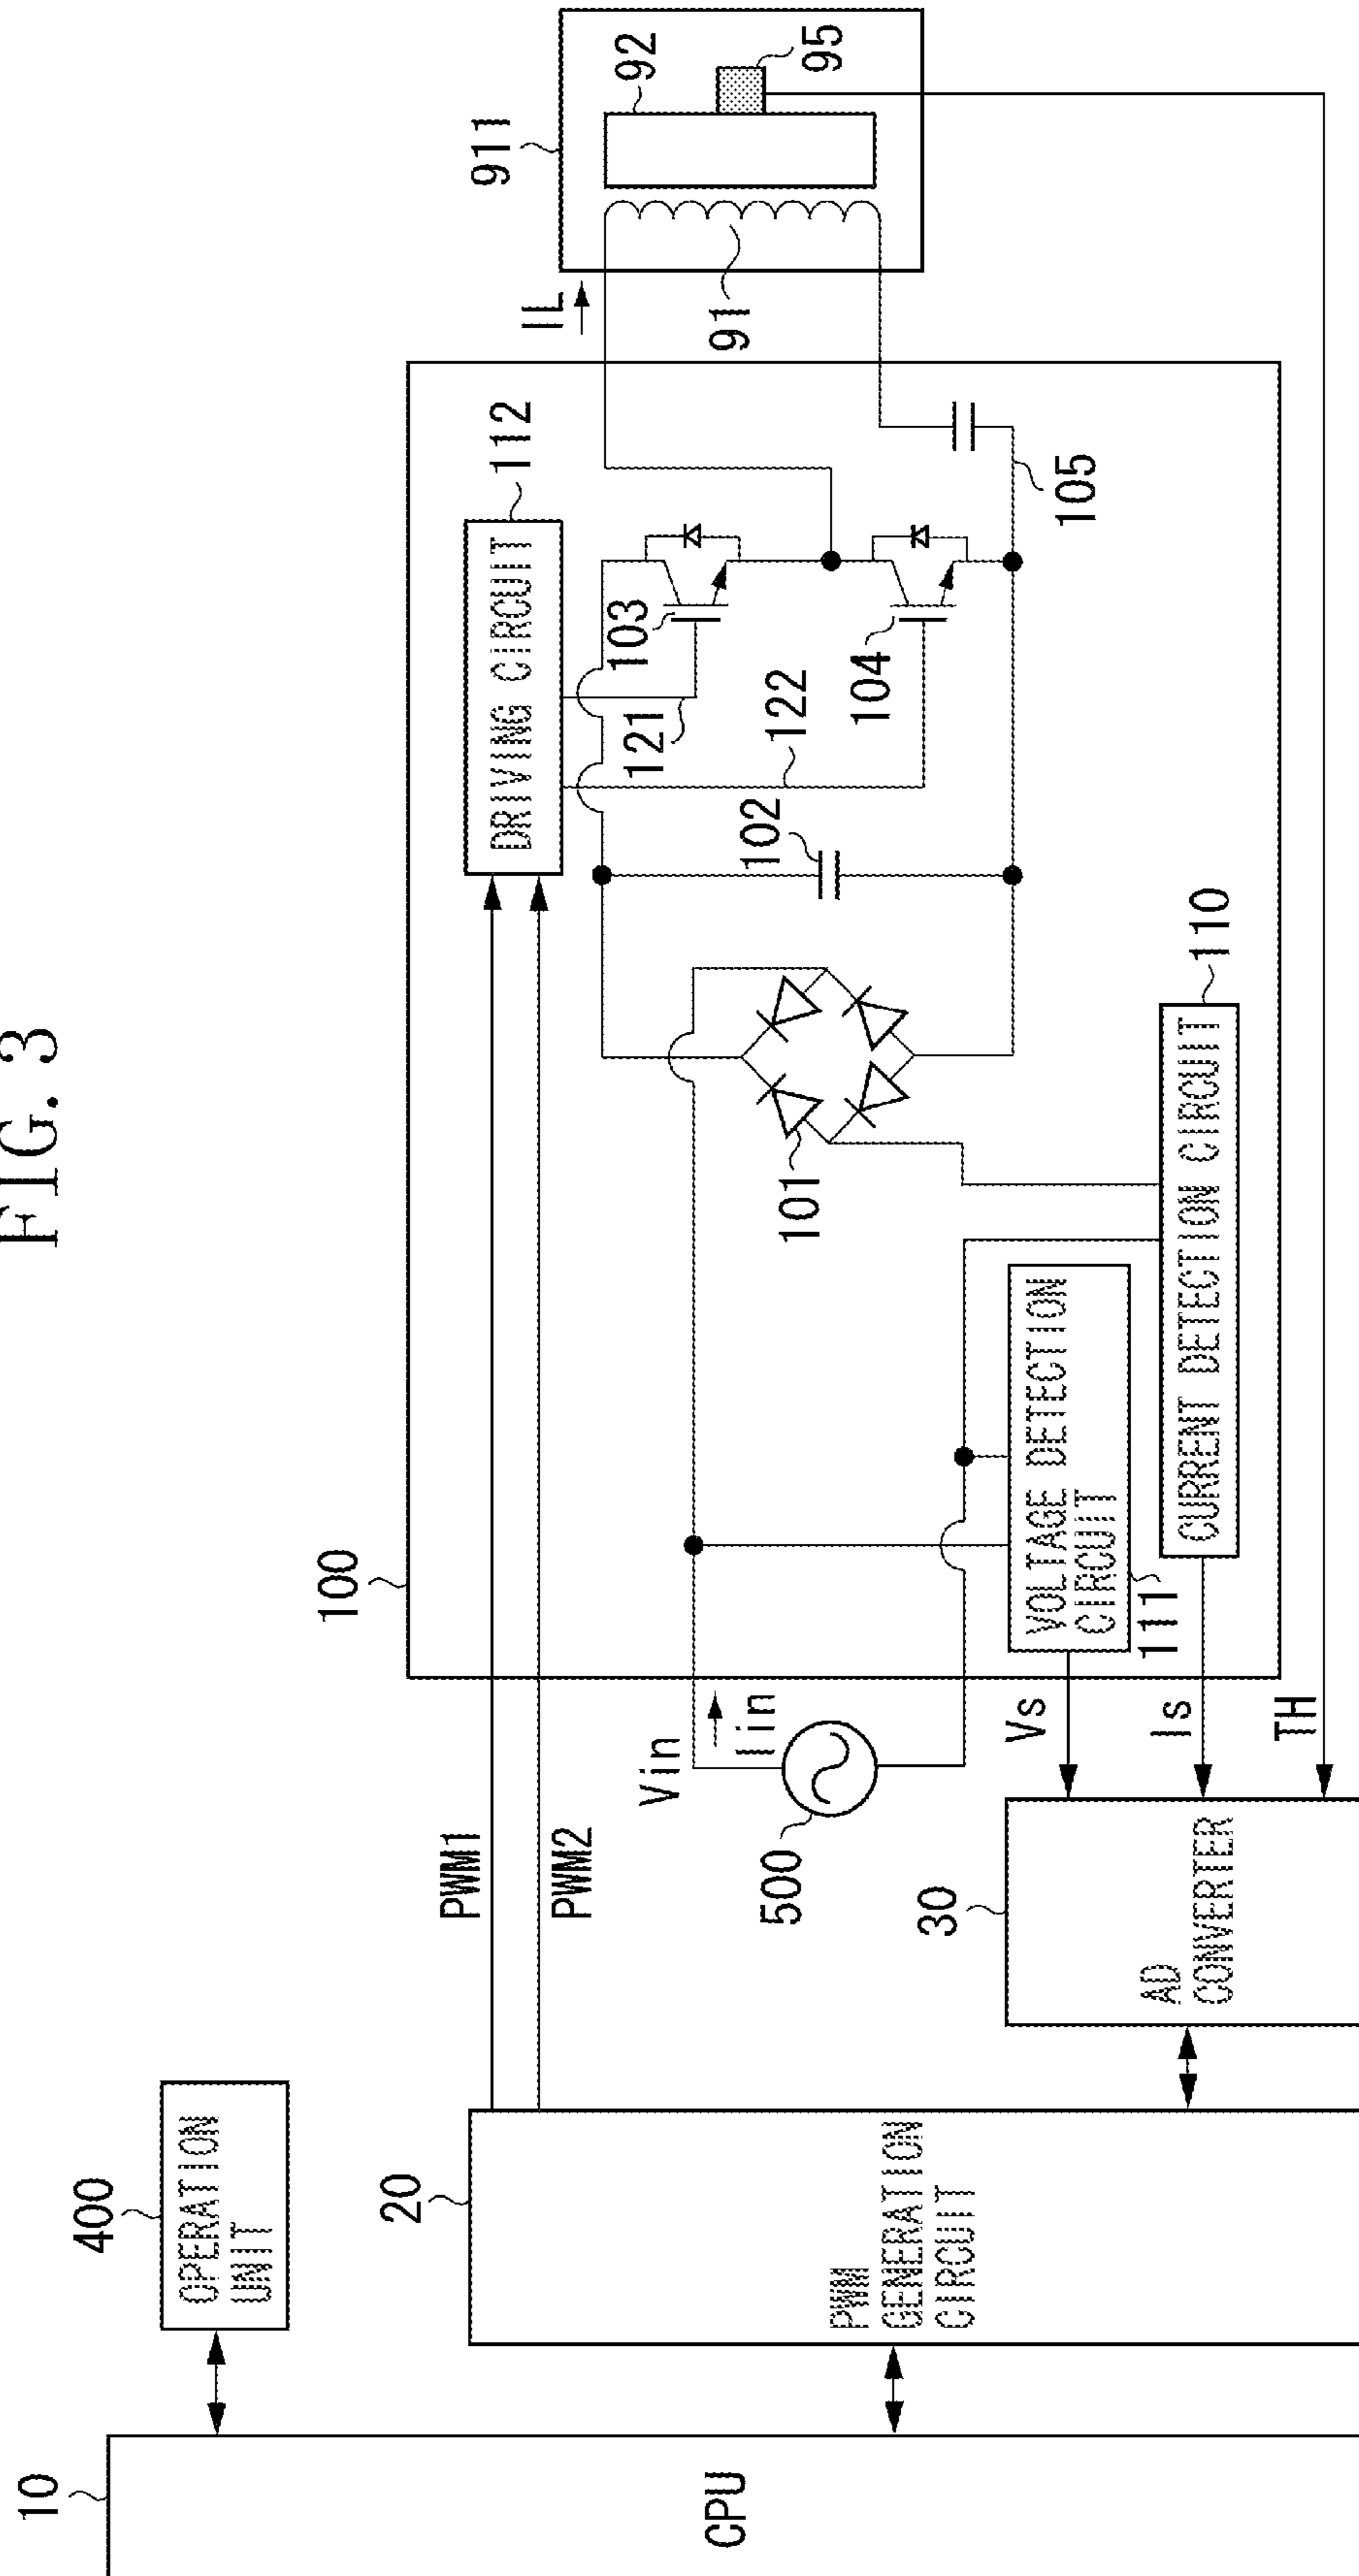 FIG. 3
10
CPU
400
OPERATION
UNIT
20
PWM
GENERATION
CIRCUIT
PWM1
PWM2
30
AD
CONVERTER
Vin
Iin
500
Vs
Is
TH
100
VOLTAGE DETECTION
CIRCUIT
111
CURRENT DETECTION CIRCUIT
110
101
102
DRIVING CIRCUIT
112
121
122
103
104
105
IL
911
91
92
95